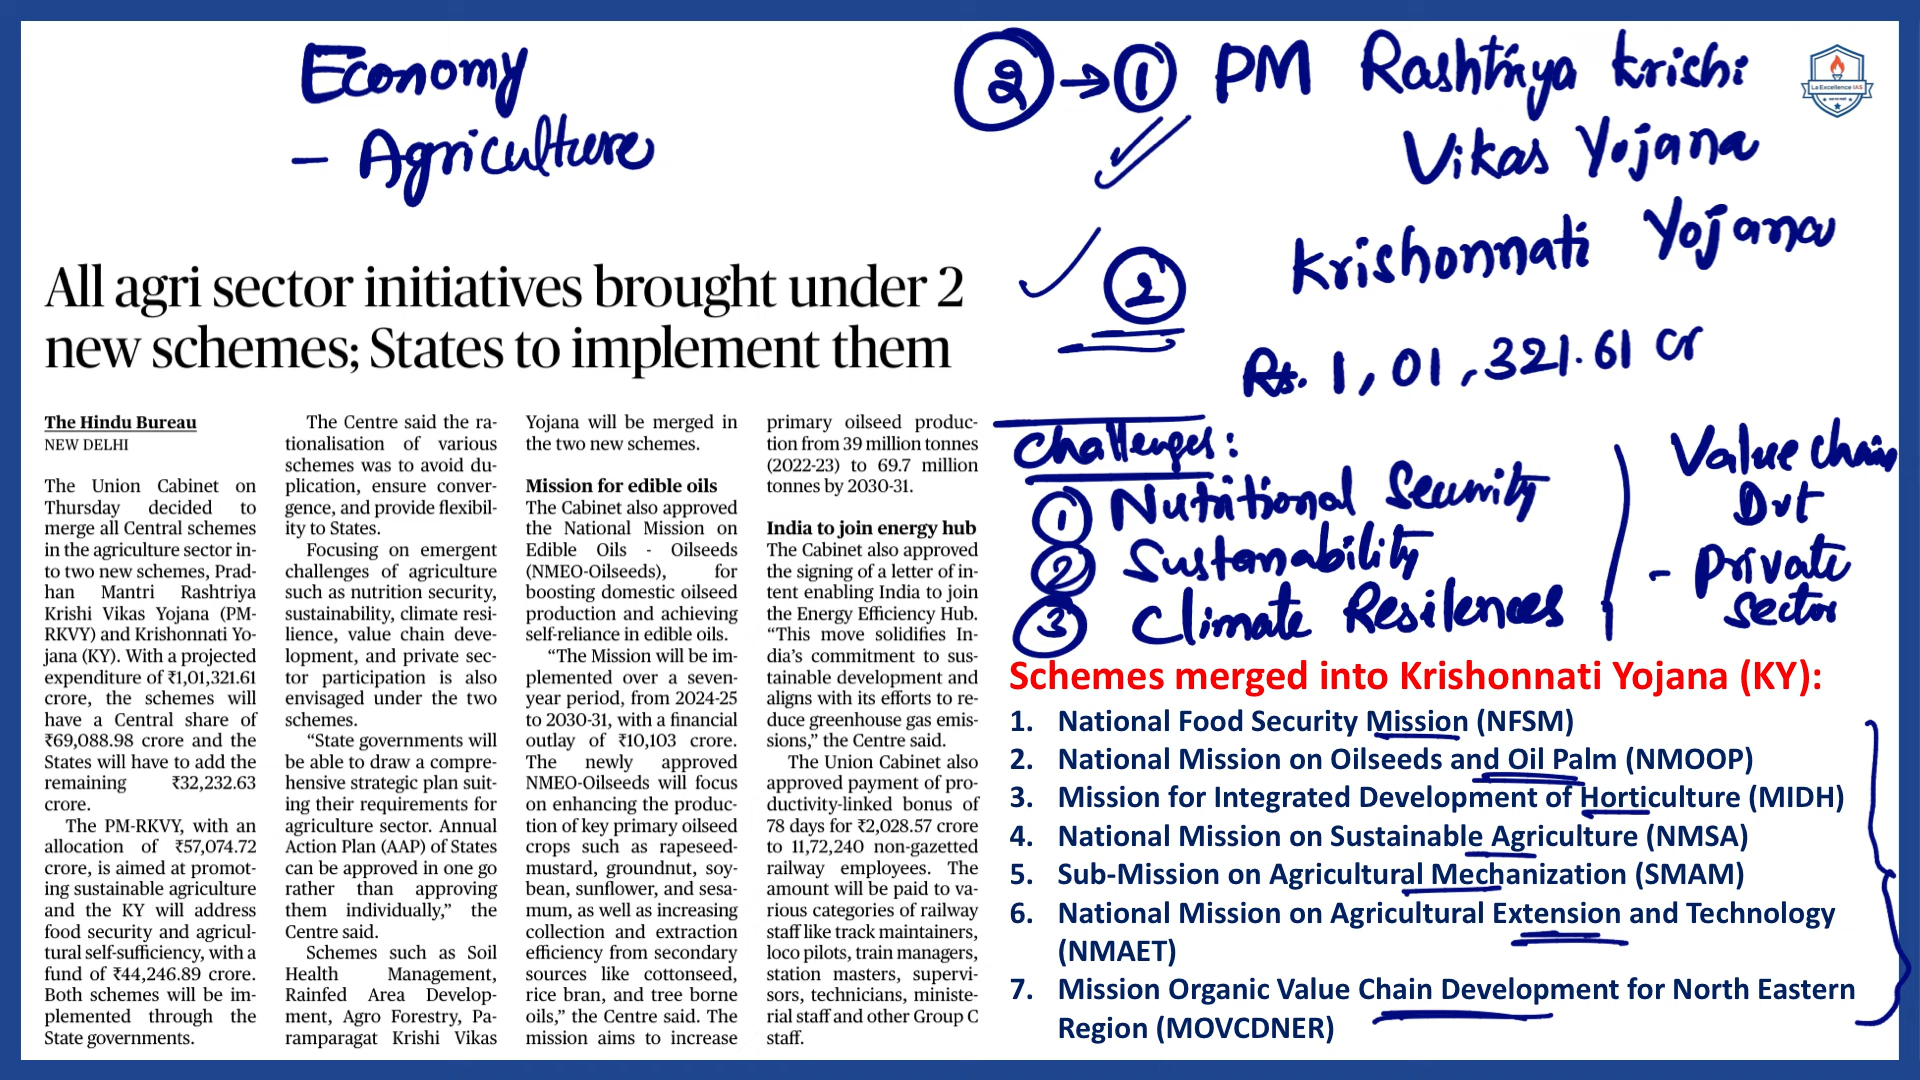 Economy
- Agriculture
2 → 1 PM Rashtriya Krishi
Vikas Yojana
2 Krishonnati Yojana
Rs. 1,01,321.61 cr
La Excellence IAS
All agri sector initiatives brought under 2
new schemes; States to implement them
The Hindu Bureau
NEW DELHI
The Union Cabinet on
Thursday decided to
merge all Central schemes
in the agriculture sector in-
to two new schemes, Prad-
han Mantri Rashtriya
Krishi Vikas Yojana (PM-
RKVY) and Krishonnati Yo-
jana (KY). With a projected
expenditure of ₹1,01,321.61
crore, the schemes will
have a Central share of
₹69,088.98 crore and the
States will have to add the
remaining ₹32,232.63
crore.
The PM-RKVY, with an
allocation of ₹57,074.72
crore, is aimed at promot-
ing sustainable agriculture
and the KY will address
food security and agricul-
tural self-sufficiency, with a
fund of ₹44,246.89 crore.
Both schemes will be im-
plemented through the
State governments.
The Centre said the ra-
tionalisation of various
schemes was to avoid du-
plication, ensure conver-
gence, and provide flexibil-
ity to States.
Focusing on emergent
challenges of agriculture
such as nutrition security,
sustainability, climate resi-
lience, value chain deve-
lopment, and private sec-
tor participation is also
envisaged under the two
schemes.
"State governments will
be able to draw a compre-
hensive strategic plan suit-
ing their requirements for
agriculture sector. Annual
Action Plan (AAP) of States
can be approved in one go
rather than approving
them individually," the
Centre said.
Schemes such as Soil
Health Management,
Rainfed Area Develop-
ment, Agro Forestry, Pa-
ramparagat Krishi Vikas
Yojana will be merged in
the two new schemes.
Mission for edible oils
The Cabinet also approved
the National Mission on
Edible Oils - Oilseeds
(NMEO-Oilseeds), for
boosting domestic oilseed
production and achieving
self-reliance in edible oils.
"The Mission will be im-
plemented over a seven-
year period, from 2024-25
to 2030-31, with a financial
outlay of ₹10,103 crore.
The newly approved
NMEO-Oilseeds will focus
on enhancing the produc-
tion of key primary oilseed
crops such as rapeseed-
mustard, groundnut, soy-
bean, sunflower, and sesa-
mum, as well as increasing
collection and extraction
efficiency from secondary
sources like cottonseed,
rice bran, and tree borne
oils," the Centre said. The
mission aims to increase
primary oilseed produc-
tion from 39 million tonnes
(2022-23) to 69.7 million
tonnes by 2030-31.
India to join energy hub
The Cabinet also approved
the signing of a letter of in-
tent enabling India to join
the Energy Efficiency Hub.
"This move solidifies In-
dia's commitment to sus-
tainable development and
aligns with its efforts to re-
duce greenhouse gas emis-
sions," the Centre said.
The Union Cabinet also
approved payment of pro-
ductivity-linked bonus of
78 days for ₹2,028.57 crore
to 11,72,240 non-gazetted
railway employees. The
amount will be paid to va-
rious categories of railway
staff like track maintainers,
loco pilots, train managers,
station masters, supervi-
sors, technicians, ministe-
rial staff and other Group C
staff.
Challenges:
1 Nutritional Security
2 Sustainability
3 Climate Resilences
Value chain
Dvt
- Private
Sector
Schemes merged into Krishonnati Yojana (KY):
1. National Food Security Mission (NFSM)
2. National Mission on Oilseeds and Oil Palm (NMOOP)
3. Mission for Integrated Development of Horticulture (MIDH)
4. National Mission on Sustainable Agriculture (NMSA)
5. Sub-Mission on Agricultural Mechanization (SMAM)
6. National Mission on Agricultural Extension and Technology
(NMAET)
7. Mission Organic Value Chain Development for North Eastern
Region (MOVCDNER)